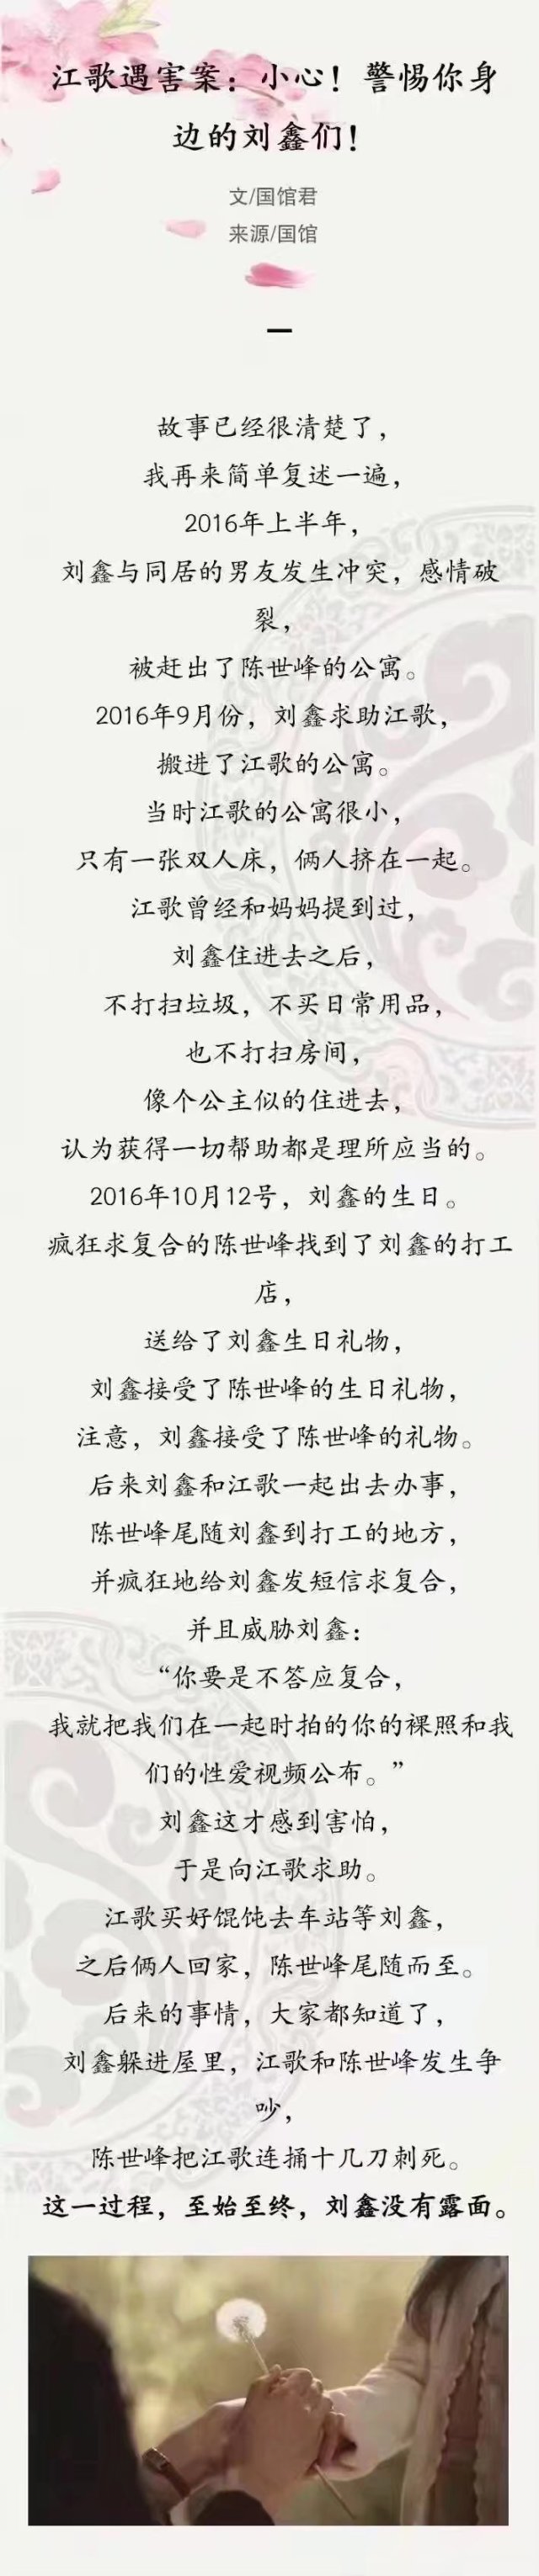 江歌遇害案：小心！警惕你身
边的刘鑫们！
文/国馆君
来源/国馆
一
故事已经很清楚了，
我再来简单复述一遍，
2016年上半年，
刘鑫与同居的男友发生冲突，感情破
裂，
被赶出了陈世峰的公寓。
2016年9月份，刘鑫求助江歌，
搬进了江歌的公寓。
当时江歌的公寓很小，
只有一张双人床，俩人挤在一起。
江歌曾经和妈妈提到过，
刘鑫住进去之后，
不打扫垃圾，不买日常用品，
也不打扫房间，
像个公主似的住进去，
认为获得一切帮助都是理所应当的。
2016年10月12号，刘鑫的生日。
疯狂求复合的陈世峰找到了刘鑫的打工
店，
送给了刘鑫生日礼物，
刘鑫接受了陈世峰的生日礼物，
注意，刘鑫接受了陈世峰的礼物。
后来刘鑫和江歌一起出去办事，
陈世峰尾随刘鑫到打工的地方，
并疯狂地给刘鑫发短信求复合，
并且威胁刘鑫：
“你要是不答应复合，
我就把我们在一起时拍的你的裸照和我
们的性爱视频公布。”
刘鑫这才感到害怕，
于是向江歌求助。
江歌买好馄饨去车站等刘鑫，
之后俩人回家，陈世峰尾随而至。
后来的事情，大家都知道了，
刘鑫躲进屋里，江歌和陈世峰发生争
吵，
陈世峰把江歌连捅十几刀刺死。
这一过程，至始至终，刘鑫没有露面。